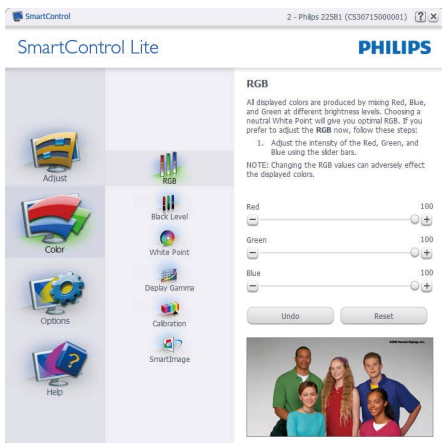 SmartControl
2 - Philips 225B1 (CS30715000001)
SmartControl Lite
PHILIPS
Adjust
Color
Options
Help
RGB
Black Level
White Point
Display Gamma
Calibration
SmartImage
RGB
All displayed colors are produced by mixing Red, Blue,
and Green at different brightness levels. Choosing a
neutral White Point will give you optimal RGB. If you
prefer to adjust the RGB now, follow these steps:
1. Adjust the intensity of the Red, Green, and
Blue using the slider bars.
NOTE: Changing the RGB values can adversely effect
the displayed colors.
Red 100
Green 100
Blue 100
Undo
Reset